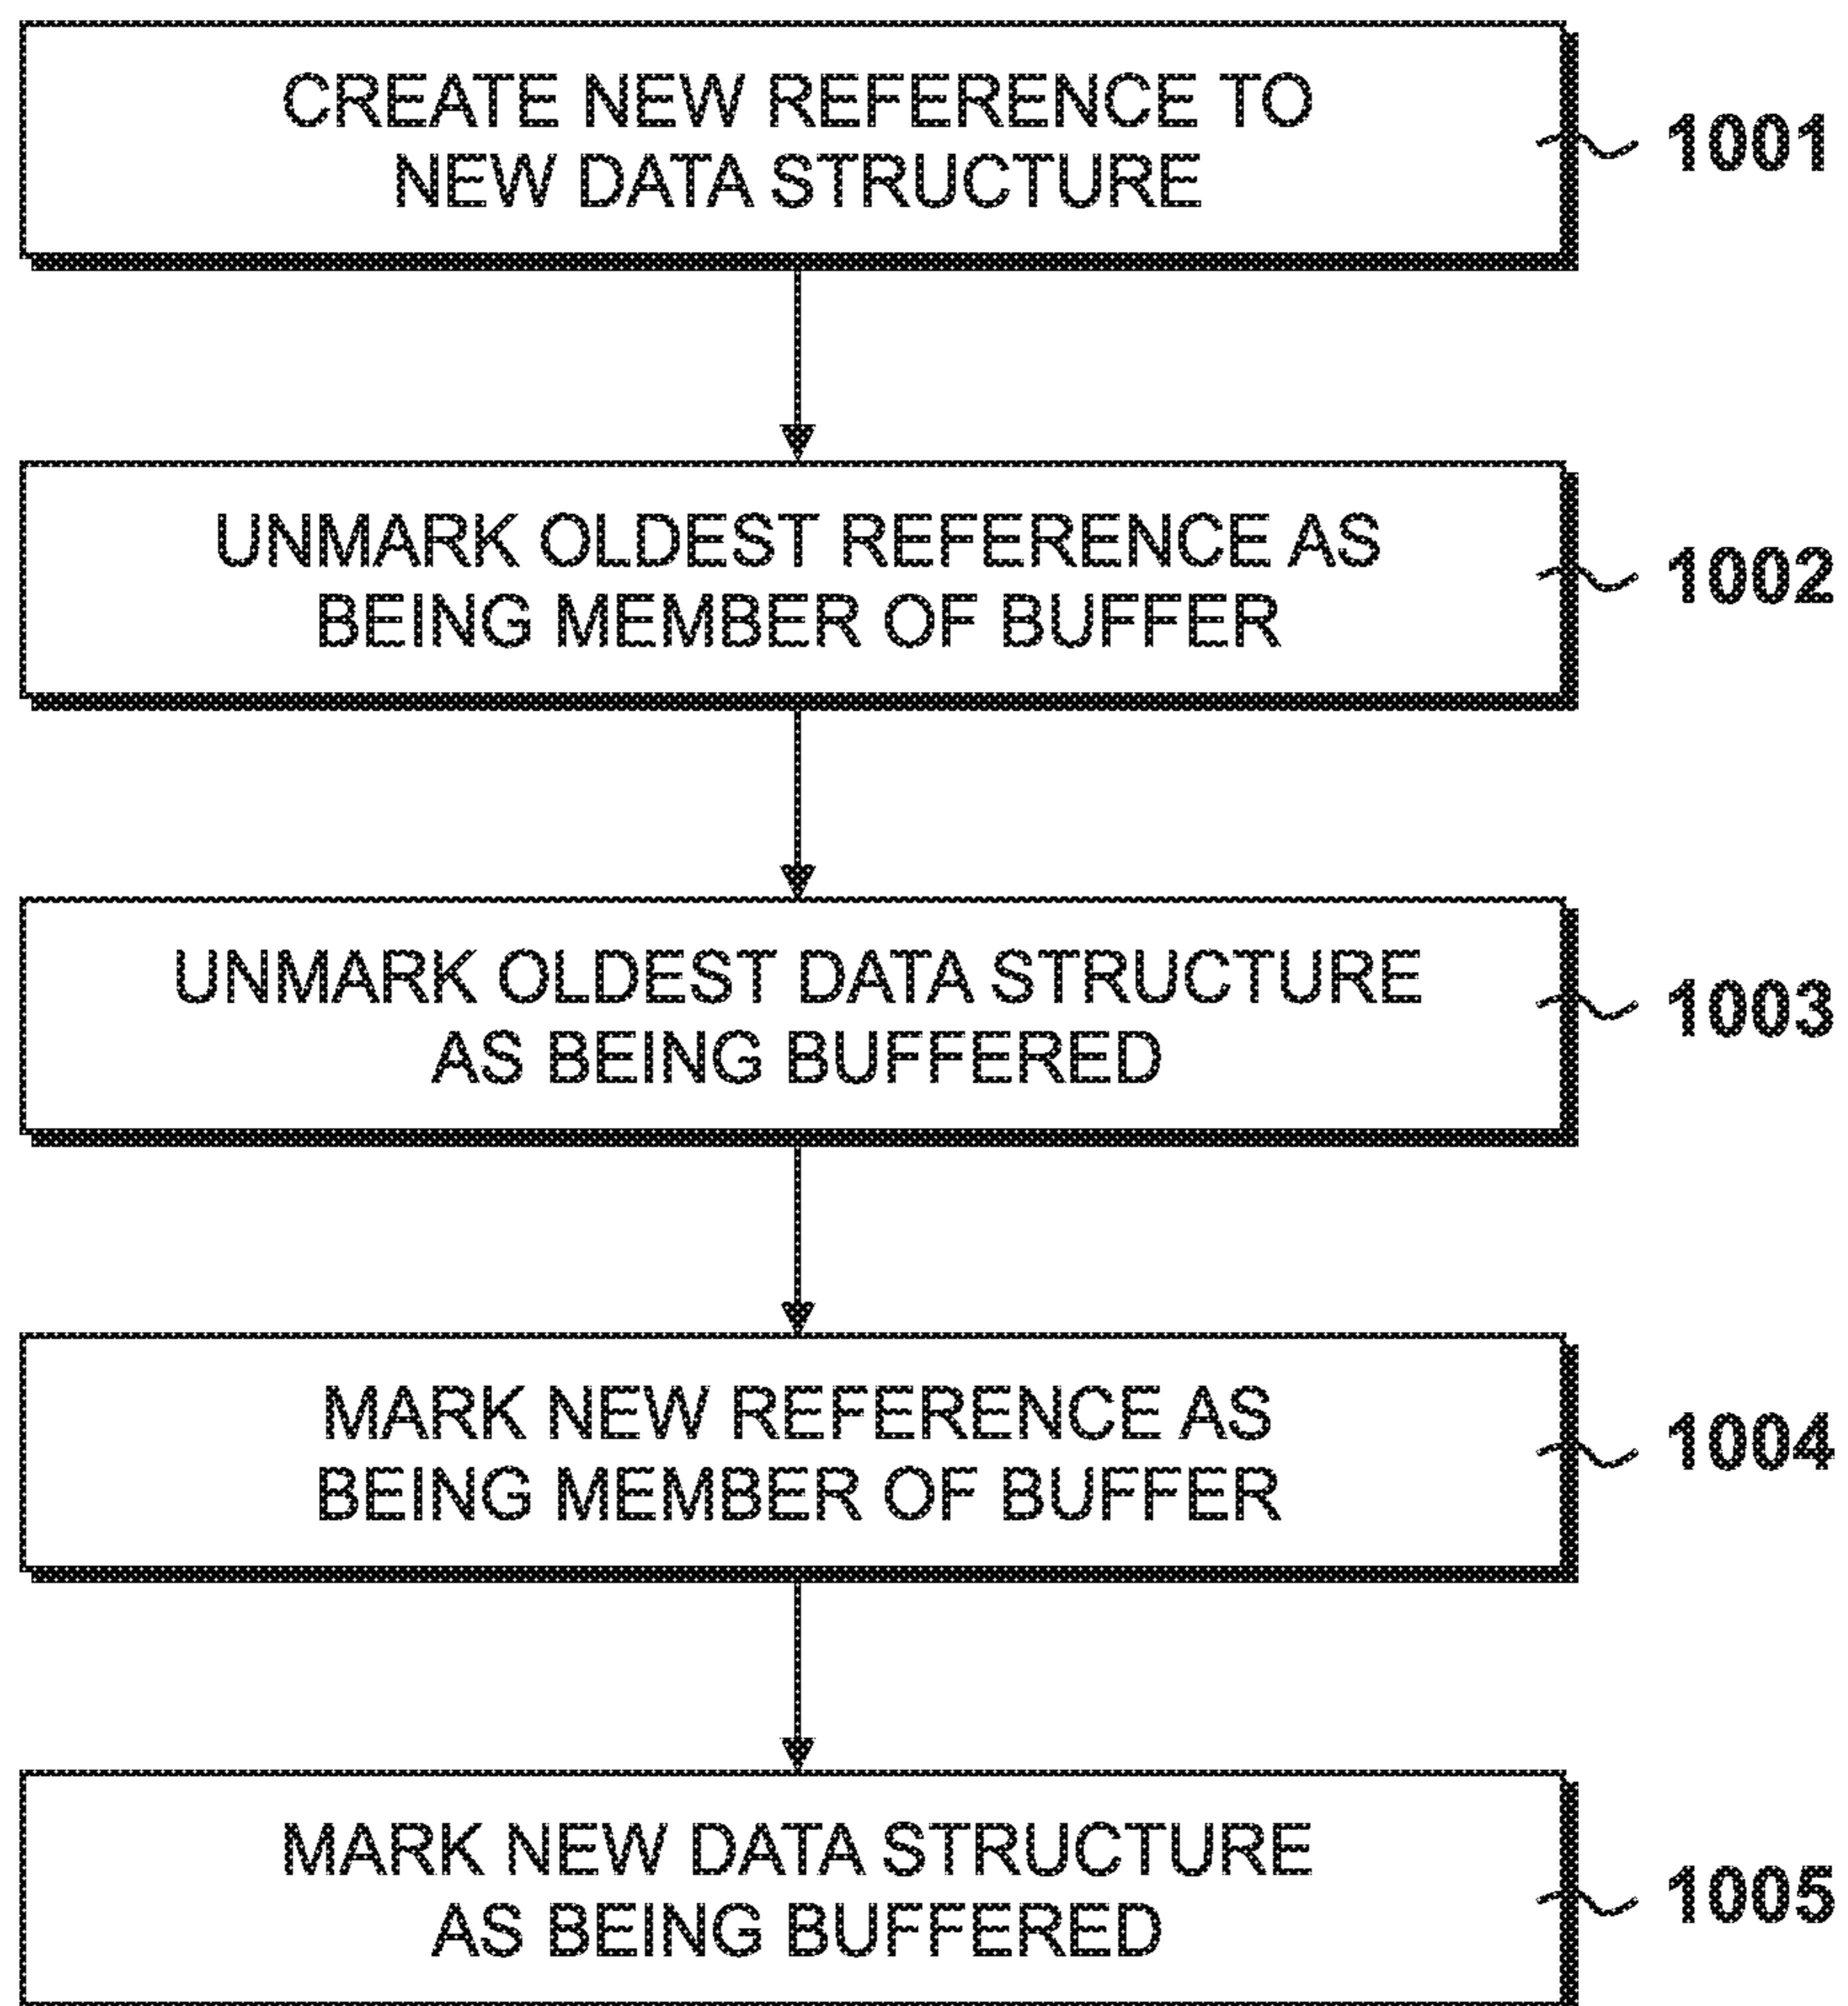 CREATE NEW REFERENCE TO
NEW DATA STRUCTURE
1001
UNMARK OLDEST REFERENCE AS
BEING MEMBER OF BUFFER
1002
UNMARK OLDEST DATA STRUCTURE
AS BEING BUFFERED
1003
MARK NEW REFERENCE AS
BEING MEMBER OF BUFFER
1004
MARK NEW DATA STRUCTURE
AS BEING BUFFERED
1005